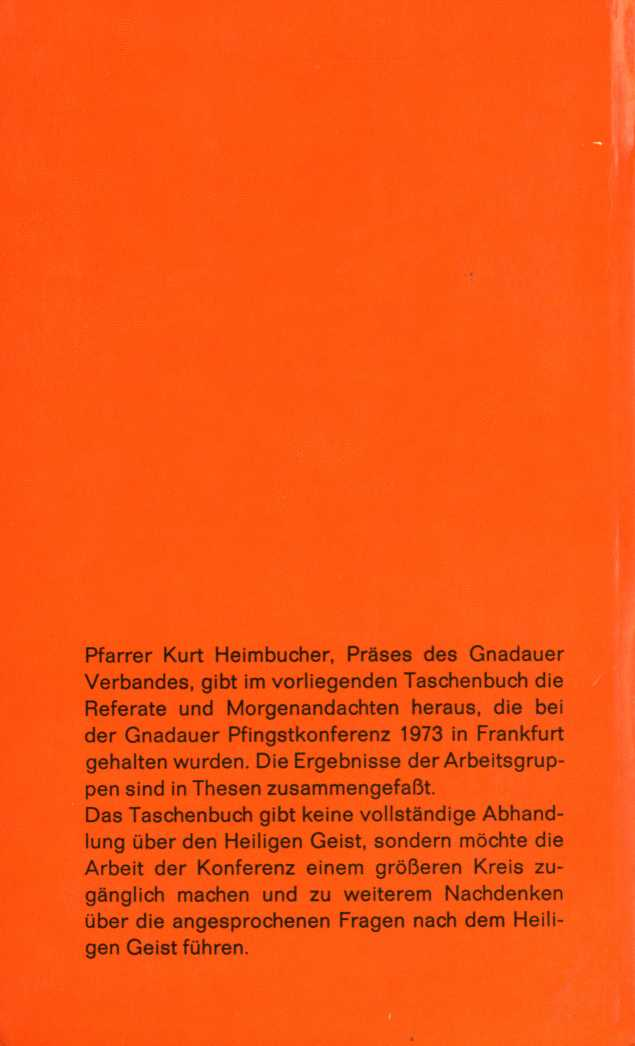 Pfarrer Kurt Heimbucher, Präses des Gnadauer
Verbandes, gibt im vorliegenden Taschenbuch die
Referate und Morgenandachten heraus, die bei
der Gnadauer Pfingstkonferenz 1973 in Frankfurt
gehalten wurden. Die Ergebnisse der Arbeitsgrup-
pen sind in Thesen zusammengefaßt.
Das Taschenbuch gibt keine vollständige Abhand-
lung über den Heiligen Geist, sondern möchte die
Arbeit der Konferenz einem größeren Kreis zu-
gänglich machen und zu weiterem Nachdenken
über die angesprochenen Fragen nach dem Heili-
gen Geist führen.